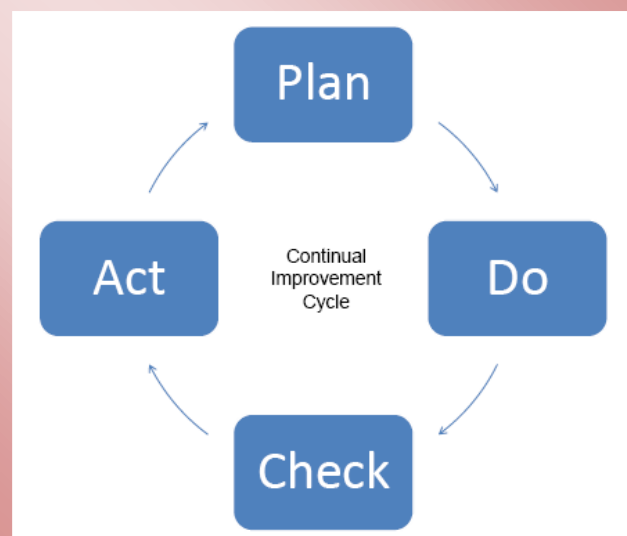 Plan
Act
Continual
Improvement
Cycle
Do
Check